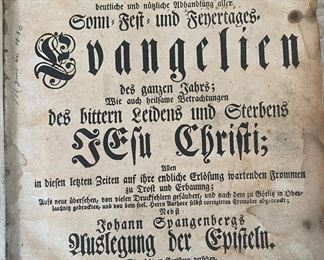 deutliche und nützliche Abhandlung aller
Sonn-Fest- und Feyertages-
Evangelien
des ganzen Jahrs;
Wie auch heilsame Betrachtungen
des bittern Leidens und Sterbens
JEsu Christi;
Allen
in diesen letzten Zeiten auf ihre endliche Erlösung wartenden Frommen
zu Trost und Erbauung;
Aufs neue übersehen, von vielen Druckfehlern gesäubert, und nach dem zu Görlitz in Ober-
lausitz gedruckten, und von dem seel. Herrn Authore selbst corrigirten Exemplar abgedruckt;
Nebst
Johann Spangenbergs
Auslegung der Episteln.